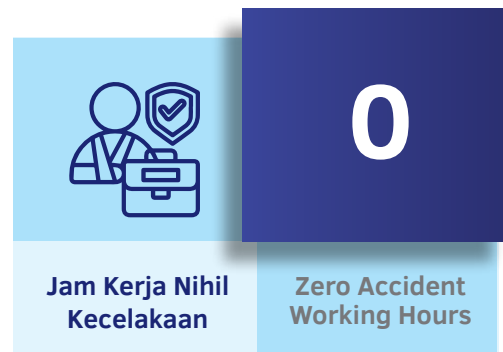 0
Jam Kerja Nihil
Kecelakaan
Zero Accident
Working Hours